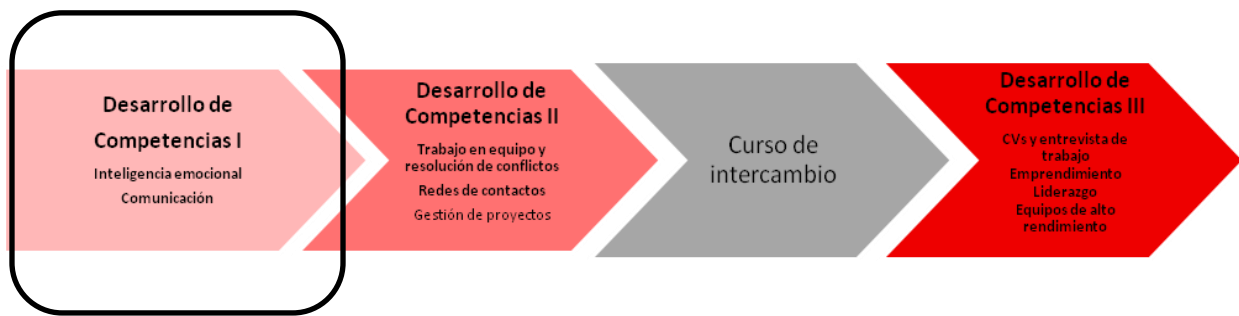 Desarrollo de
Competencias I
Inteligencia emocional
Comunicación
Desarrollo de
Competencias II
Trabajo en equipo y
resolución de conflictos
Redes de contactos
Gestión de proyectos
Curso de
intercambio
Desarrollo de
Competencias III
CVs y entrevista de
trabajo
Emprendimiento
Liderazgo
Equipos de alto
rendimiento